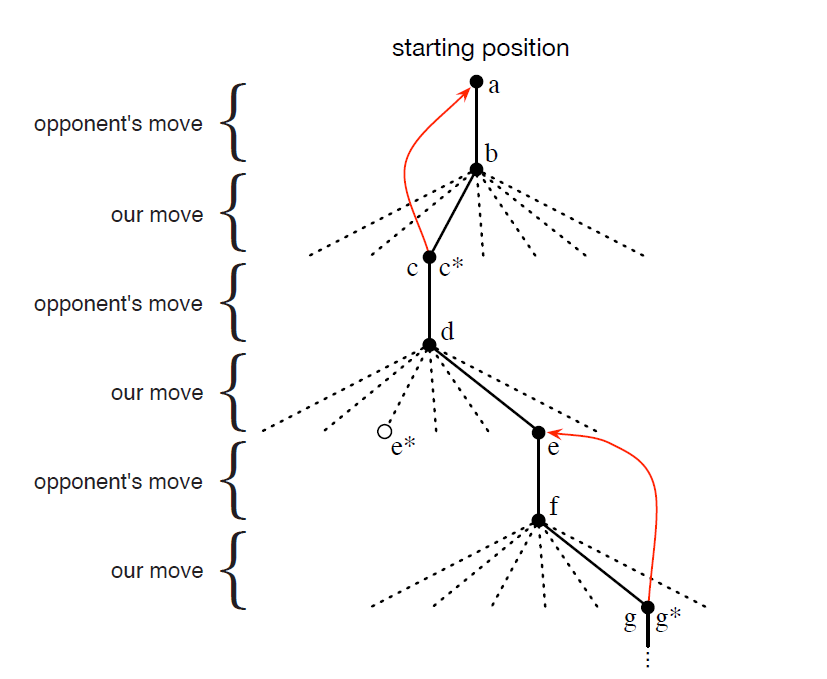 starting position
a
opponent's move
b
our move
c c*
opponent's move
d
our move
e*
e
opponent's move
f
our move
g g*